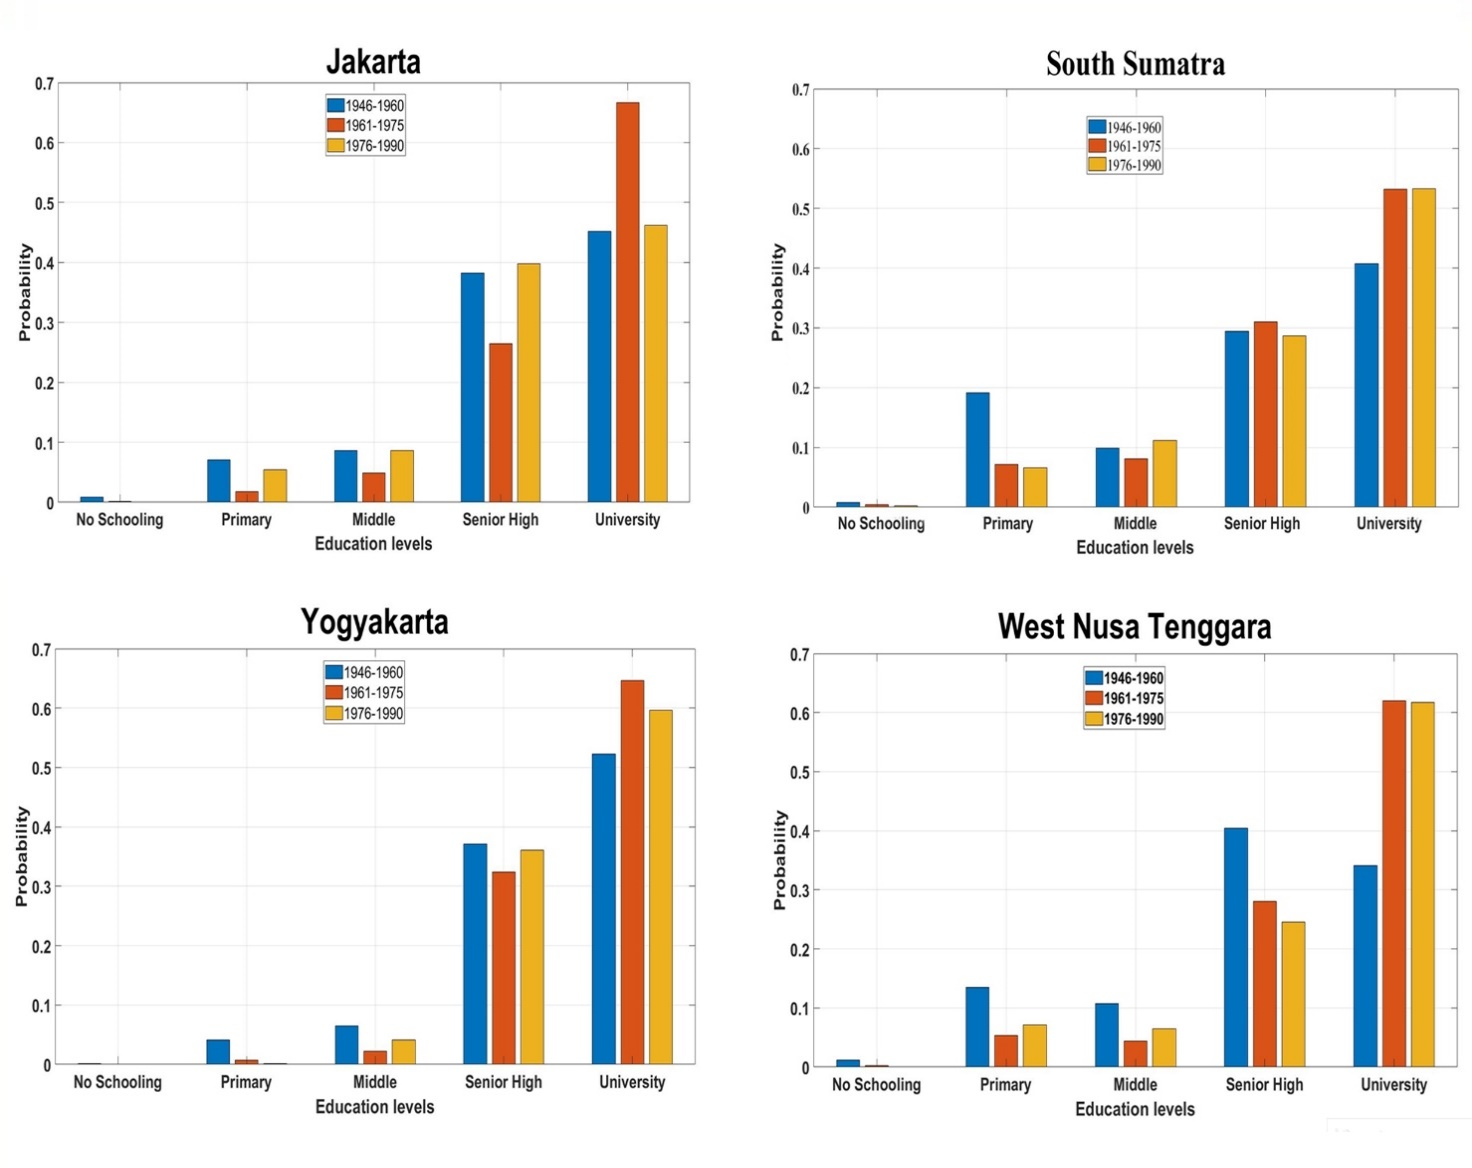 Jakarta
0.7
0.6
0.5
0.4
0.3
0.2
0.1
0
Probability
1946-1960
1961-1975
1976-1990
No Schooling Primary Middle Senior High University
Education levels
South Sumatra
0.7
0.6
0.5
0.4
0.3
0.2
0.1
0
Probability
1946-1960
1961-1975
1976-1990
No Schooling Primary Middle Senior High University
Education levels
Yogyakarta
0.7
0.6
0.5
0.4
0.3
0.2
0.1
0
Probability
1946-1960
1961-1975
1976-1990
No Schooling Primary Middle Senior High University
Education levels
West Nusa Tenggara
0.7
0.6
0.5
0.4
0.3
0.2
0.1
0
Probability
1946-1960
1961-1975
1976-1990
No Schooling Primary Middle Senior High University
Education levels